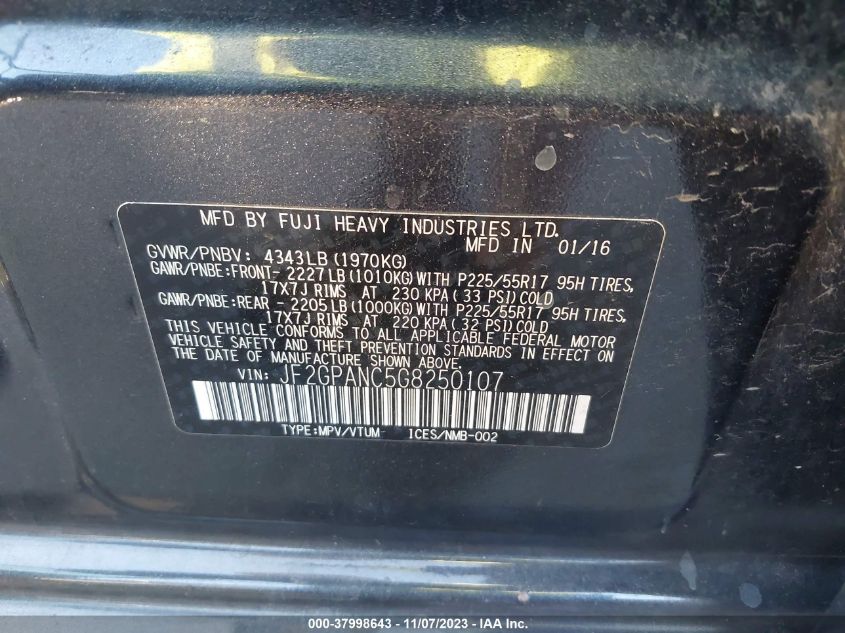 MFD BY FUJI HEAVY INDUSTRIES LTD.
MFD IN 01/16
GVWR/PNBV: 4343LB (1970KG)
GAWR/PNBE:FRONT- 2227LB(1010KG)WITH P225/55R17 95H TIRES,
17X7J RIMS AT 230 KPA(33 PSI)COLD
GAWR/PNBE:REAR - 2205LB(1000KG)WITH P225/55R17 95H TIRES,
17X7J RIMS AT 220 KPA(32 PSI)COLD
THIS VEHICLE CONFORMS TO ALL APPLICABLE FEDERAL MOTOR
VEHICLE SAFETY AND THEFT PREVENTION STANDARDS IN EFFECT ON
THE DATE OF MANUFACTURE SHOWN ABOVE.
VIN: JF2GPANC5G8250107
TYPE:MPV/VTUM ICES/NMB-002
000-37998643 - 11/07/2023 - IAA Inc.